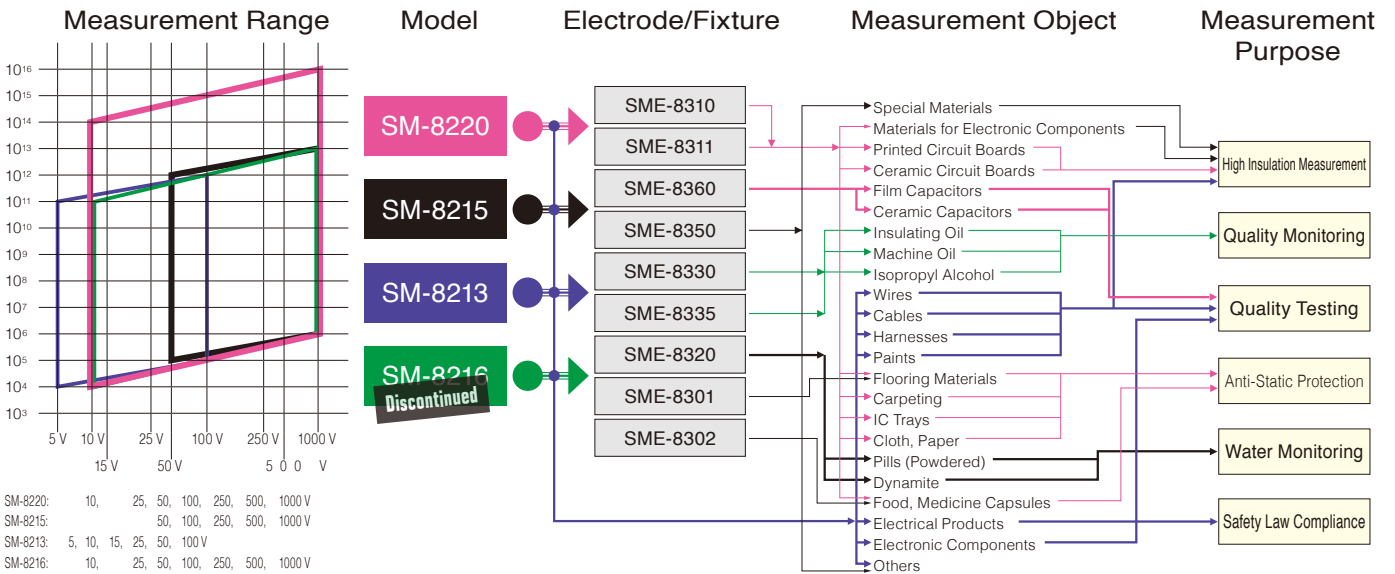 Measurement Range
Model
Electrode/Fixture
Measurement Object
Measurement
Purpose
10¹⁶
10¹⁵
10¹⁴
10¹³
10¹²
10¹¹
10¹⁰
10⁹
10⁸
10⁷
10⁶
10⁵
10⁴
10³
5 V 10 V 25 V 100 V 250 V 1000 V
15 V 50 V 5 0 0 V
SM-8220: 10, 25, 50, 100, 250, 500, 1000 V
SM-8215: 50, 100, 250, 500, 1000 V
SM-8213: 5, 10, 15, 25, 50, 100 V
SM-8216: 10, 25, 50, 100, 250, 500, 1000 V
SM-8220
SM-8215
SM-8213
SM-8216
Discontinued
SME-8310
SME-8311
SME-8360
SME-8350
SME-8330
SME-8335
SME-8320
SME-8301
SME-8302
Special Materials
Materials for Electronic Components
Printed Circuit Boards
Ceramic Circuit Boards
Film Capacitors
Ceramic Capacitors
Insulating Oil
Machine Oil
Isopropyl Alcohol
Wires
Cables
Harnesses
Paints
Flooring Materials
Carpeting
IC Trays
Cloth, Paper
Pills (Powdered)
Dynamite
Food, Medicine Capsules
Electrical Products
Electronic Components
Others
High Insulation Measurement
Quality Monitoring
Quality Testing
Anti-Static Protection
Water Monitoring
Safety Law Compliance